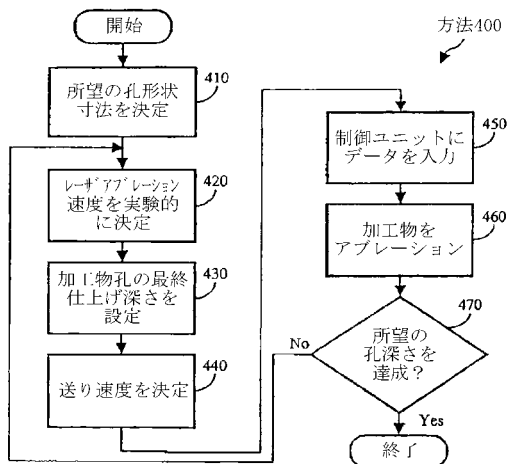 開始
方法400
所望の孔形状
寸法を決定
410
レーザアブレーション
速度を実験的
に決定
420
加工物孔の最終
仕上げ深さを
設定
430
送り速度を決定
440
制御ユニットに
データを入力
450
加工物を
アブレーション
460
所望の
孔深さを
達成？
470
No
Yes
終了